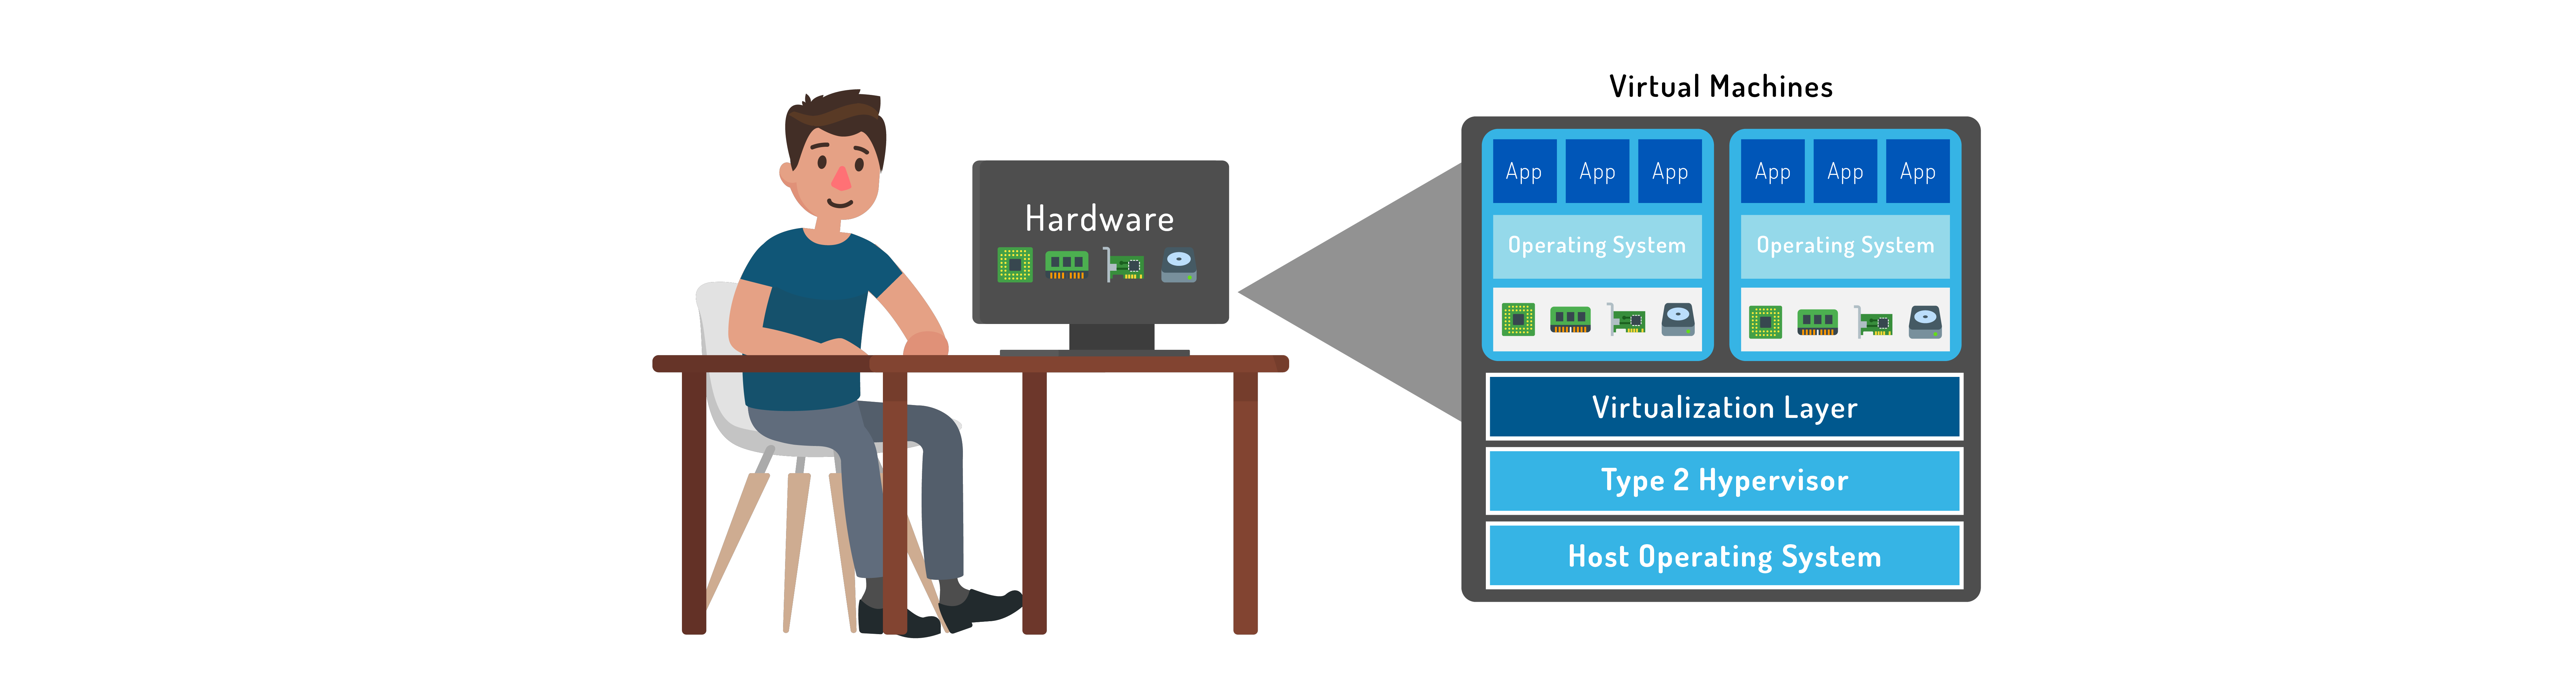 Virtual Machines
Hardware
App App App App App App
Operating System Operating System
Virtualization Layer
Type 2 Hypervisor
Host Operating System